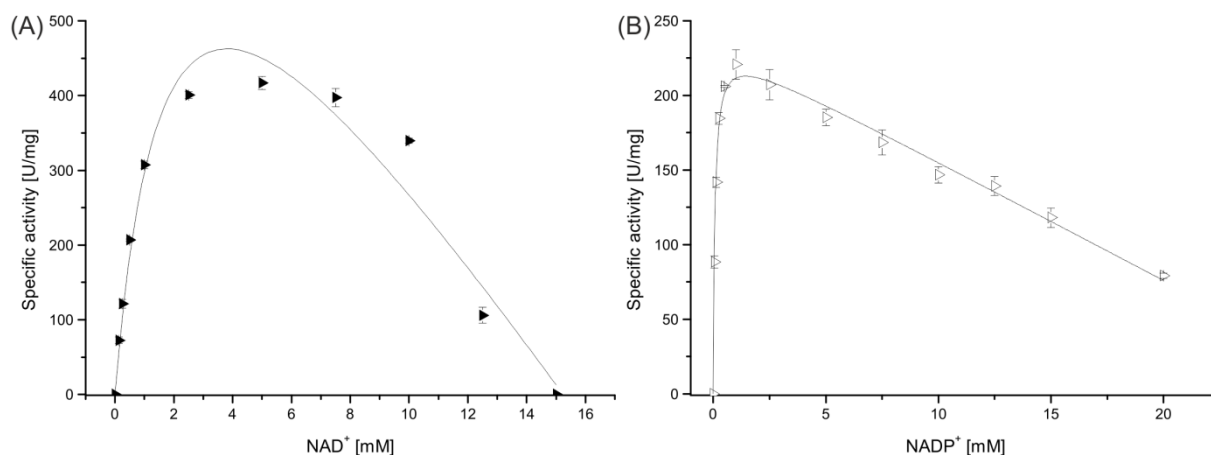 (A)
500
400
300
200
100
0
Specific activity [U/mg]
0 2 4 6 8 10 12 14 16
NAD+ [mM]
(B)
250
200
150
100
50
0
Specific activity [U/mg]
0 5 10 15 20
NADP+ [mM]